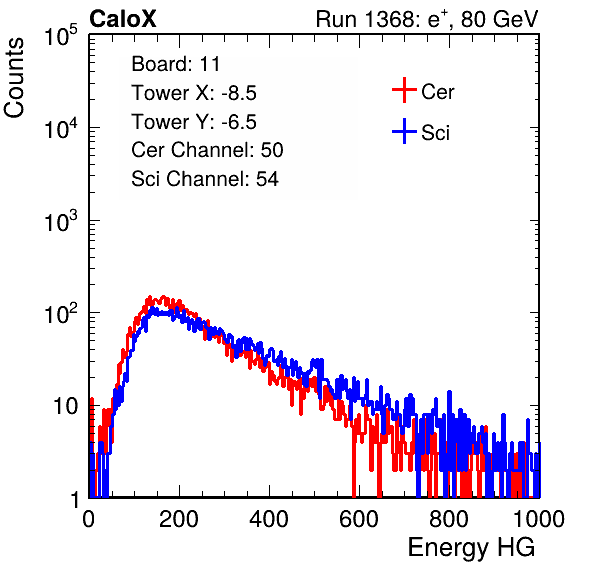 CaloX Run 1368: e⁺, 80 GeV
Counts
10⁵
Board: 11
Tower X: -8.5
Tower Y: -6.5
Cer Channel: 50
Sci Channel: 54
Cer
Sci
10⁴
10³
10²
10
1
0 200 400 600 800 1000
Energy HG